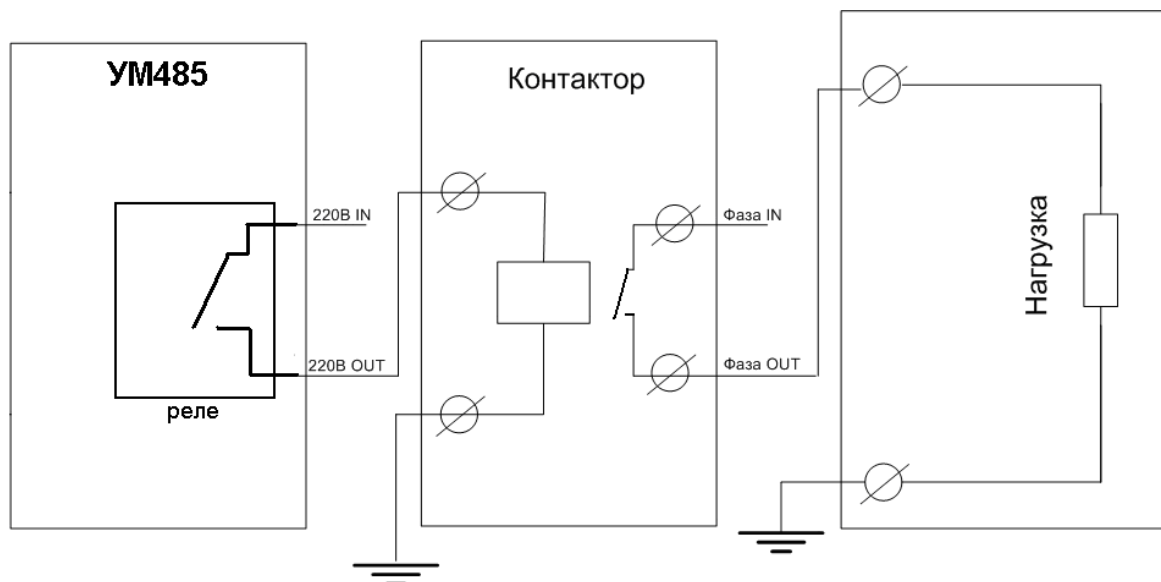 УМ485
Контактор
220В IN
Фаза IN
Нагрузка
220В OUT
Фаза OUT
реле